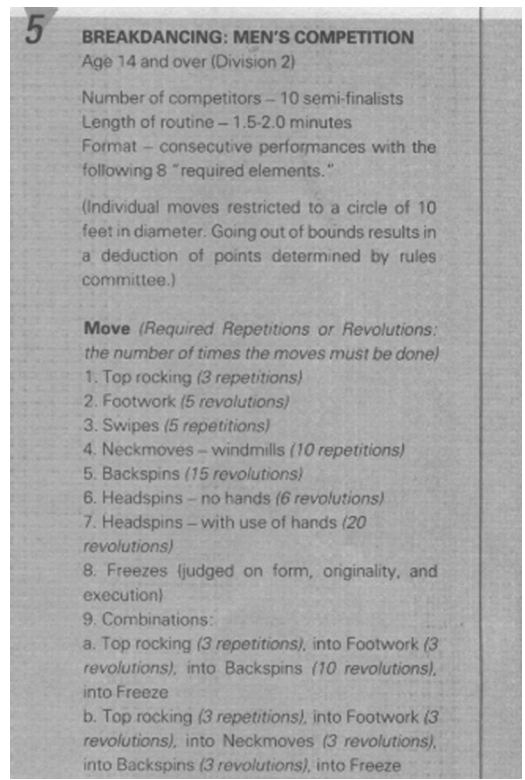 5
BREAKDANCING: MEN'S COMPETITION
Age 14 and over (Division 2)
Number of competitors – 10 semi-finalists
Length of routine – 1.5-2.0 minutes
Format – consecutive performances with the
following 8 "required elements."
(Individual moves restricted to a circle of 10
feet in diameter. Going out of bounds results in
a deduction of points determined by rules
committee.)
Move (Required Repetitions or Revolutions:
the number of times the moves must be done)
1. Top rocking (3 repetitions)
2. Footwork (5 revolutions)
3. Swipes (5 repetitions)
4. Neckmoves – windmills (10 repetitions)
5. Backspins (15 revolutions)
6. Headspins – no hands (6 revolutions)
7. Headspins – with use of hands (20
revolutions)
8. Freezes (judged on form, originality, and
execution)
9. Combinations:
a. Top rocking (3 repetitions), into Footwork (3
revolutions), into Backspins (10 revolutions),
into Freeze
b. Top rocking (3 repetitions), into Footwork (3
revolutions), into Neckmoves (3 revolutions),
into Backspins (3 revolutions), into Freeze